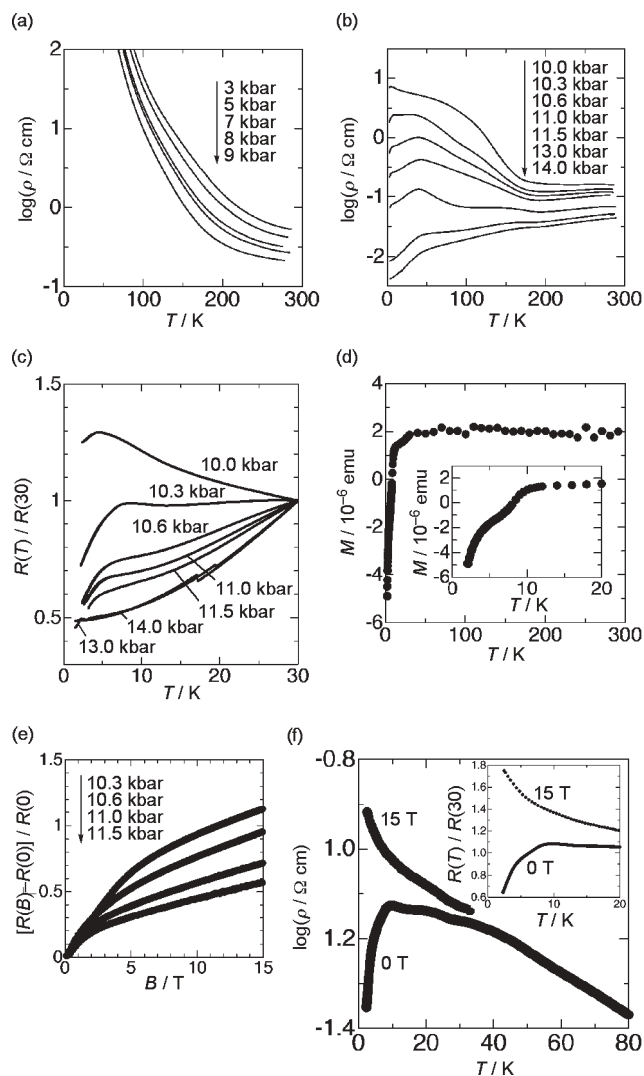 (a)
2
1
0
-1
0
100
200
300
log(ρ / Ω cm)
T / K
3 kbar
5 kbar
7 kbar
8 kbar
9 kbar
(b)
1
0
-1
-2
0
100
200
300
log(ρ / Ω cm)
T / K
10.0 kbar
10.3 kbar
10.6 kbar
11.0 kbar
11.5 kbar
13.0 kbar
14.0 kbar
(c)
1.5
1
0.5
0
10
20
30
R(T) / R(30)
T / K
10.0 kbar
10.3 kbar
10.6 kbar
11.0 kbar
11.5 kbar
14.0 kbar
13.0 kbar
(d)
4
2
0
-2
-4
-6
0
100
200
300
M / 10⁻⁶ emu
T / K
2
0
-2
-4
-6
0
10
20
M / 10⁻⁶ emu
T / K
(e)
1.5
1
0.5
0
0
5
10
15
[R(B)–R(0)] / R(0)
B / T
10.3 kbar
10.6 kbar
11.0 kbar
11.5 kbar
(f)
-0.8
-1.0
-1.2
-1.4
0
20
40
60
80
log(ρ / Ω cm)
T / K
15 T
0 T
1.8
1.6
1.4
1.2
1.0
0.8
0.6
0
10
20
R(T) / R(30)
T / K
15 T
0 T